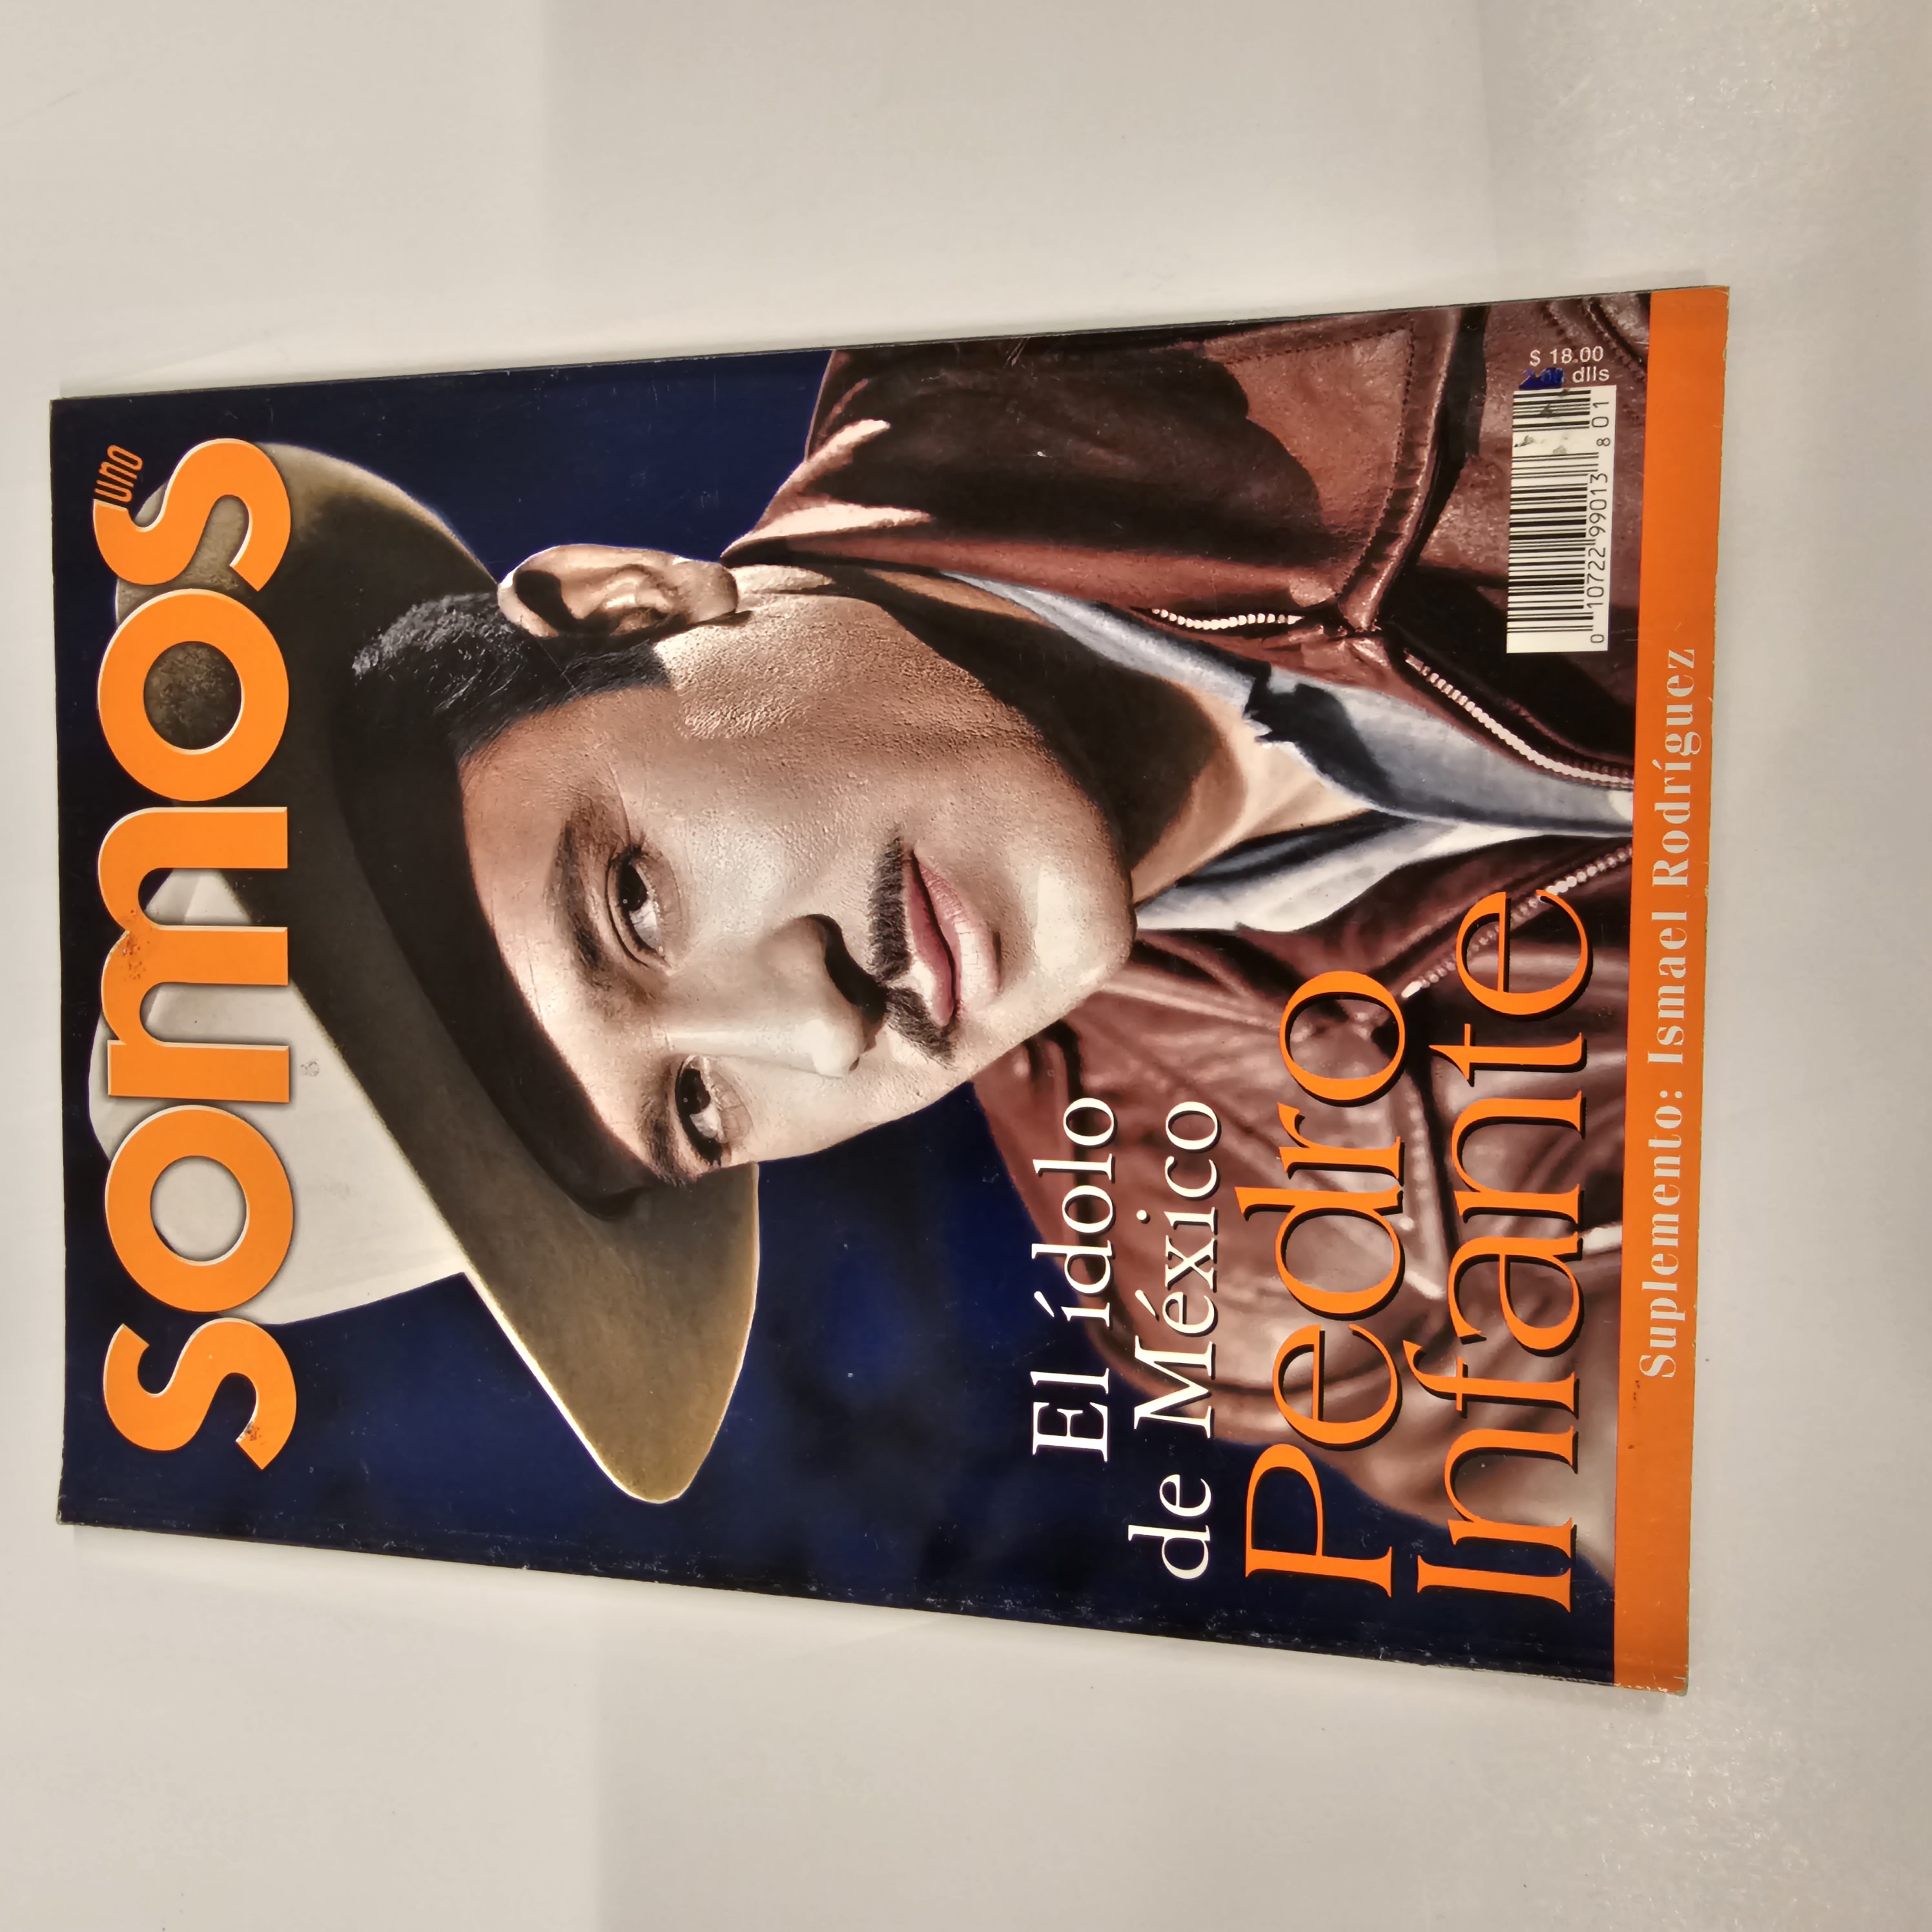 somos
uno
El ídolo
de México
Pedro
Infante
$ 18.00
dlls
0 10722 99013 8 01
Suplemento: Ismael Rodríguez